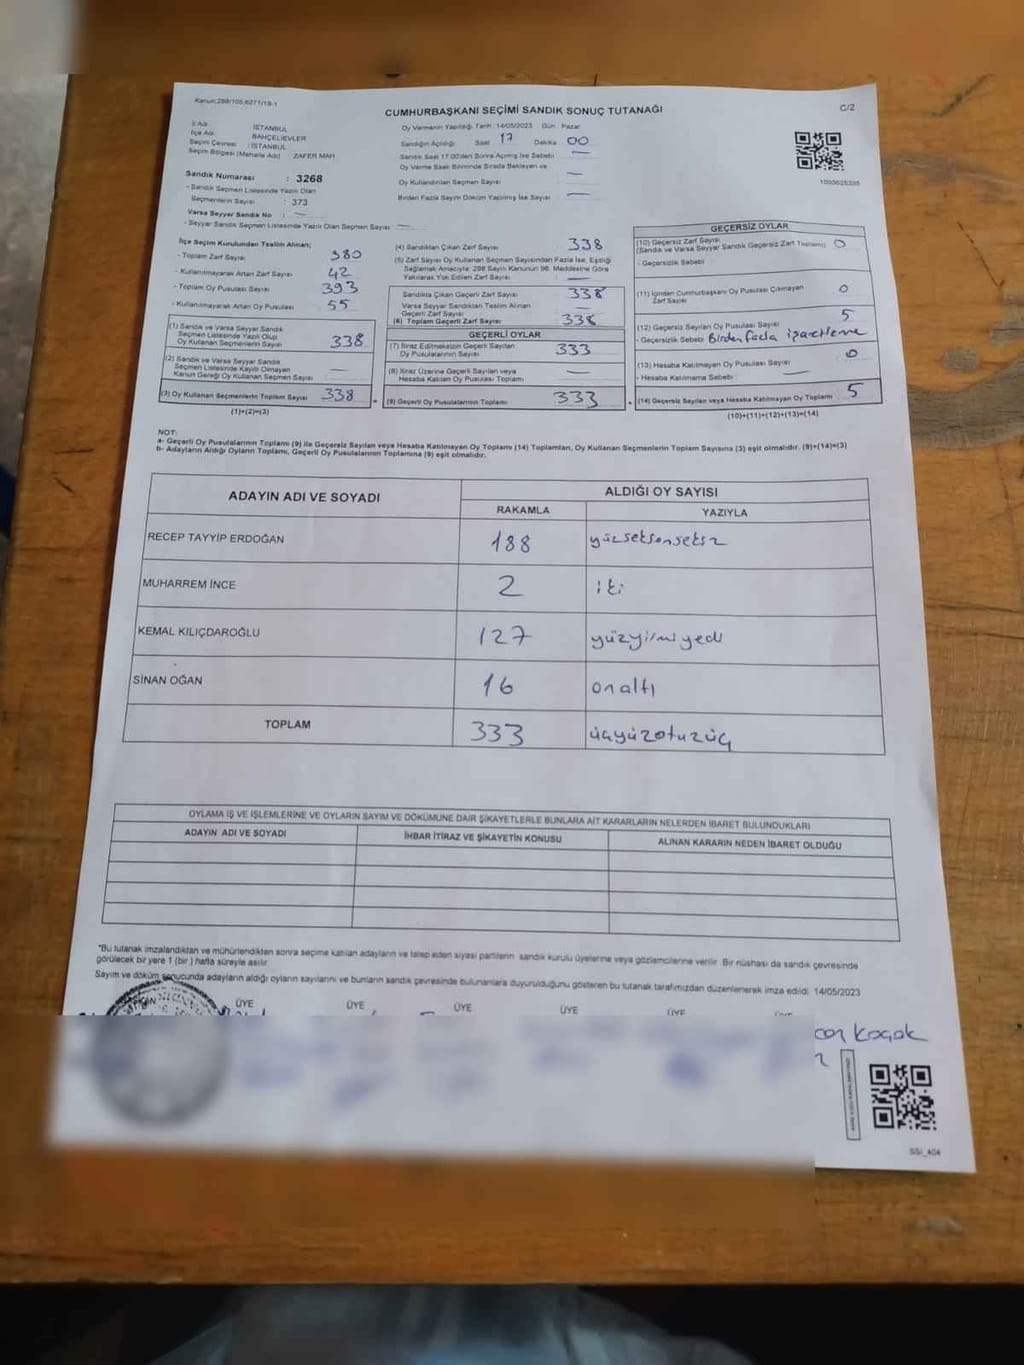 Kanun:298/105,6271/19-1
CUMHURBAŞKANI SEÇİMİ SANDIK SONUÇ TUTANAĞI
C/2
İl Adı : İSTANBUL
İlçe Adı : BAHÇELİEVLER
Seçim Çevresi : İSTANBUL
Seçim Bölgesi (Mahalle Adı) ZAFER MAH
Sandık Numarası : 3268
- Sandık Seçmen Listesinde Yazılı Olan
Seçmenlerin Sayısı : 373
Varsa Seyyar Sandık No : —
- Seyyar Sandık Seçmen Listesinde Yazılı Olan Seçmen Sayısı : —
Oy Vermenin Yapıldığı Tarih :14/05/2023 Gün : Pazar
Sandığın Açıldığı Saat 17 Dakika 00
Sandık Saat 17:00'den Sonra Açılmış İse Sebebi —
Oy Verme Saati Bitiminde Sırada Bekleyen ve
Oy Kullandırılan Seçmen Sayısı —
Birden Fazla Sayım Döküm Yapılmış İse Sayısı —
1003625335
İlçe Seçim Kurulundan Teslim Alınan;
- Toplam Zarf Sayısı 380
- Kullanılmayarak Artan Zarf Sayısı 42
- Toplam Oy Pusulası Sayısı 393
- Kullanılmayarak Artan Oy Pusulası 55
(1) Sandık ve Varsa Seyyar Sandık
Seçmen Listesinde Yazılı Olup
Oy Kullanan Seçmenlerin Sayısı 338
(2) Sandık ve Varsa Seyyar Sandık
Seçmen Listesinde Kayıtlı Olmayan
Kanun Gereği Oy Kullanan Seçmen Sayısı —
(3) Oy Kullanan Seçmenlerin Toplam Sayısı 338
(1)+(2)=(3)
(4) Sandıktan Çıkan Zarf Sayısı 338
(5) Zarf Sayısı Oy Kullanan Seçmen Sayısından Fazla İse, Eşitliği
Sağlamak Amacıyla; 298 Sayılı Kanunun 98. Maddesine Göre
Yakılarak Yok Edilen Zarf Sayısı : —
Sandıkta Çıkan Geçerli Zarf Sayısı 338
Varsa Seyyar Sandıktan Teslim Alınan
Geçerli Zarf Sayısı —
(6) Toplam Geçerli Zarf Sayısı 338
GEÇERLİ OYLAR
(7) İtiraz Edilmeksizin Geçerli Sayılan
Oy Pusulalarının Sayısı 333
(8) İtiraz Üzerine Geçerli Sayılan veya
Hesaba Katılan Oy Pusulası Toplamı —
(9) Geçerli Oy Pusulalarının Toplamı 333
GEÇERSİZ OYLAR
(10) Geçersiz Zarf Sayısı
(Sandık ve Varsa Seyyar Sandık Geçersiz Zarf Toplamı) 0
- Geçersizlik Sebebi
(11) İçinden Cumhurbaşkanı Oy Pusulası Çıkmayan
Zarf Sayısı 0
(12) Geçersiz Sayılan Oy Pusulası Sayısı 5
- Geçersizlik Sebebi Birden fazla işaretleme
(13) Hesaba Katılmayan Oy Pusulası Sayısı 0
- Hesaba Katılmama Sebebi —
(14) Geçersiz Sayılan veya Hesaba Katılmayan Oy Toplamı 5
(10)+(11)+(12)+(13)=(14)
NOT:
a- Geçerli Oy Pusulalarının Toplamı (9) ile Geçersiz Sayılan veya Hesaba Katılmayan Oy Toplamı (14) Toplamları, Oy Kullanan Seçmenlerin Toplam Sayısına (3) eşit olmalıdır. (9)+(14)=(3)
b- Adayların Aldığı Oyların Toplamı, Geçerli Oy Pusulalarının Toplamına (9) eşit olmalıdır.
ADAYIN ADI VE SOYADI
ALDIĞI OY SAYISI
RAKAMLA YAZIYLA
RECEP TAYYİP ERDOĞAN 188 yüzseksensekiz
MUHARREM İNCE 2 iki
KEMAL KILIÇDAROĞLU 127 yüzyirmiyedi
SİNAN OĞAN 16 onaltı
TOPLAM 333 üçyüzotuzüç
OYLAMA İŞ VE İŞLEMLERİNE VE OYLARIN SAYIM VE DÖKÜMÜNE DAİR ŞİKAYETLERLE BUNLARA AİT KARARLARIN NELERDEN İBARET BULUNDUKLARI
ADAYIN ADI VE SOYADI İHBAR İTİRAZ VE ŞİKAYETİN KONUSU ALINAN KARARIN NEDEN İBARET OLDUĞU
*Bu tutanak imzalandıktan ve mühürlendikten sonra seçime katılan adayların ve talep eden siyasi partilerin sandık kurulu üyelerine veya gözlemcilerine verilir. Bir nüshası da sandık çevresinde
görülecek bir yere 1 (bir ) hafta süreyle asılır.
Sayım ve döküm sonucunda adayların aldığı oyların sayılarını ve bunların sandık çevresinde bulunanlara duyurulduğunu gösteren bu tutanak tarafımızdan düzenlenerek imza edildi. 14/05/2023
ÜYE ÜYE ÜYE ÜYE ÜYE
Koçak
SSİ_404